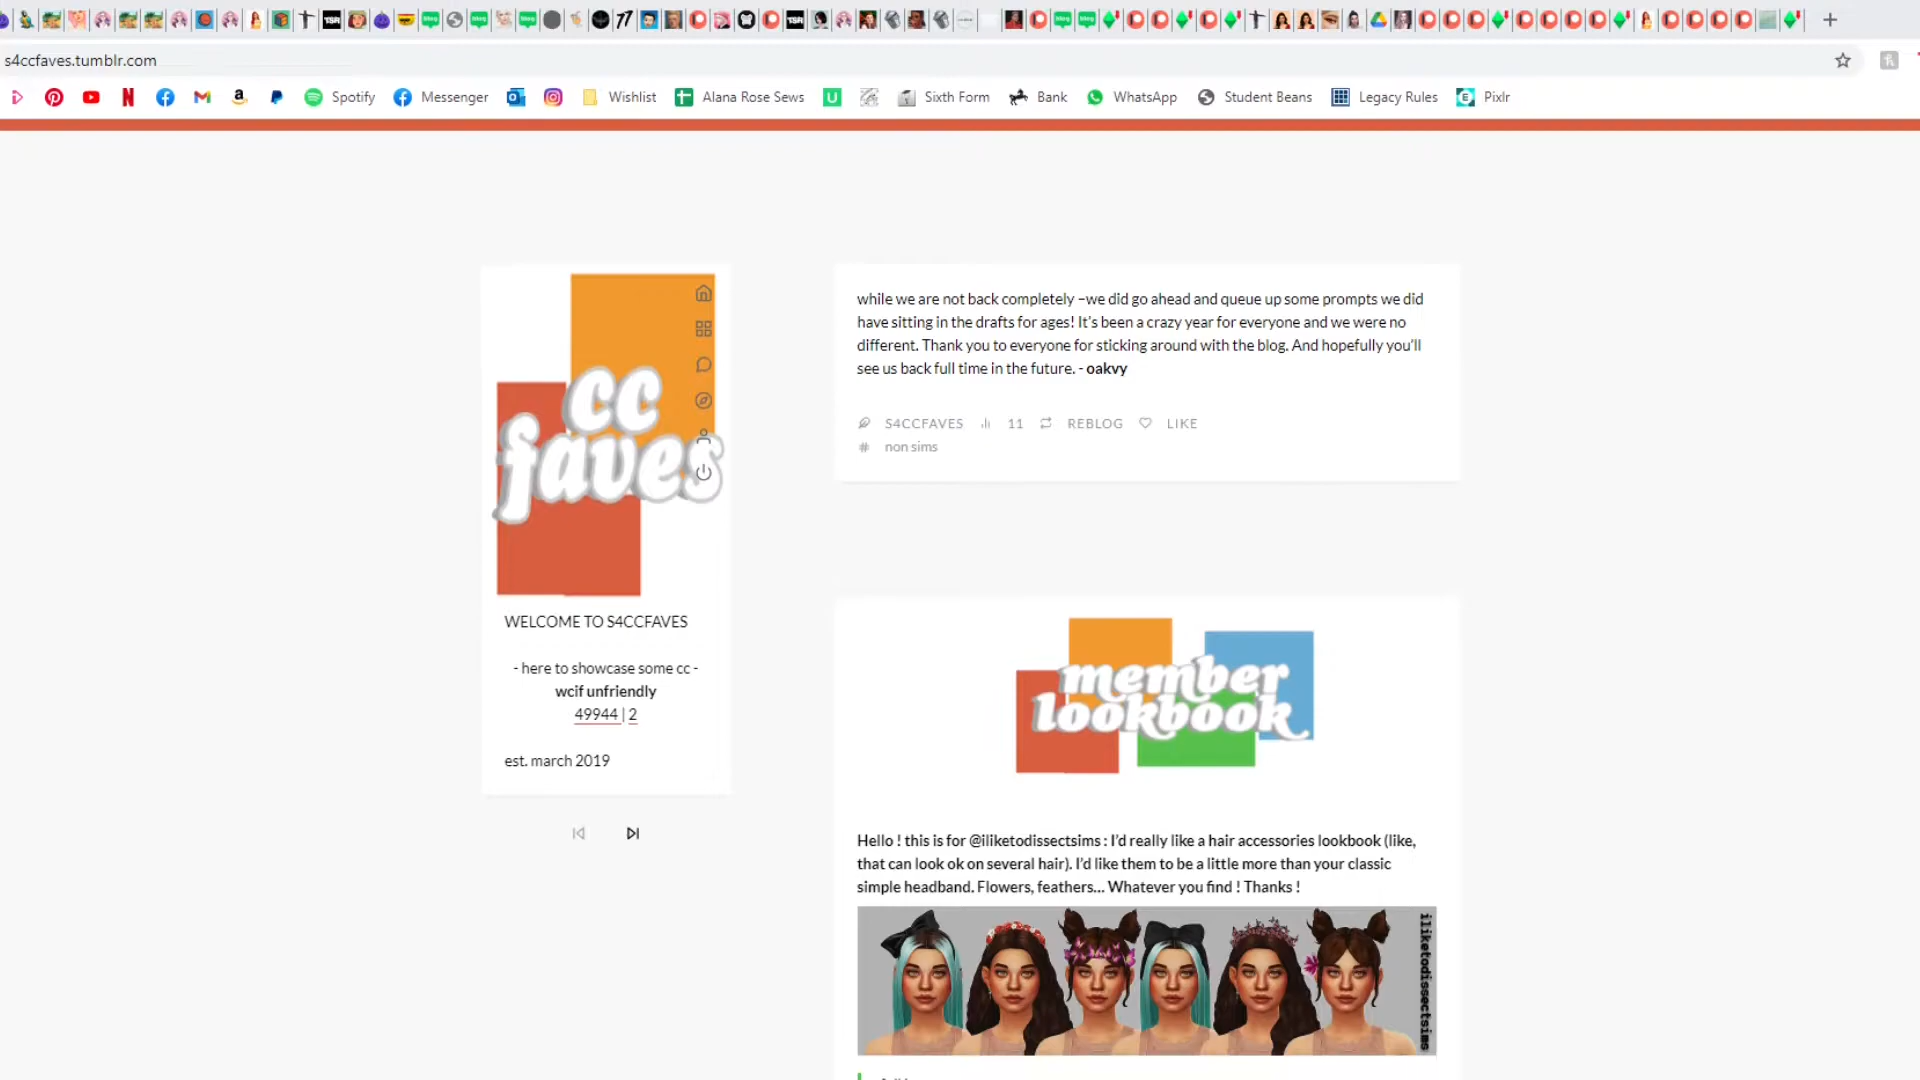 s4ccfaves.tumblr.com
Spotify
Messenger
Wishlist
Alana Rose Sews
Sixth Form
Bank
WhatsApp
Student Beans
Legacy Rules
Pixlr
cc
faves
WELCOME TO S4CCFAVES
- here to showcase some cc -
wcif unfriendly
49944 | 2
est. march 2019
while we are not back completely –we did go ahead and queue up some prompts we did
have sitting in the drafts for ages! It's been a crazy year for everyone and we were no
different. Thank you to everyone for sticking around with the blog. And hopefully you'll
see us back full time in the future. - oakvy
S4CCFAVES 11 REBLOG LIKE
# non sims
member
lookbook
Hello ! this is for @iliketodissectsims : I'd really like a hair accessories lookbook (like,
that can look ok on several hair). I'd like them to be a little more than your classic
simple headband. Flowers, feathers... Whatever you find ! Thanks !
iliketodissectsims